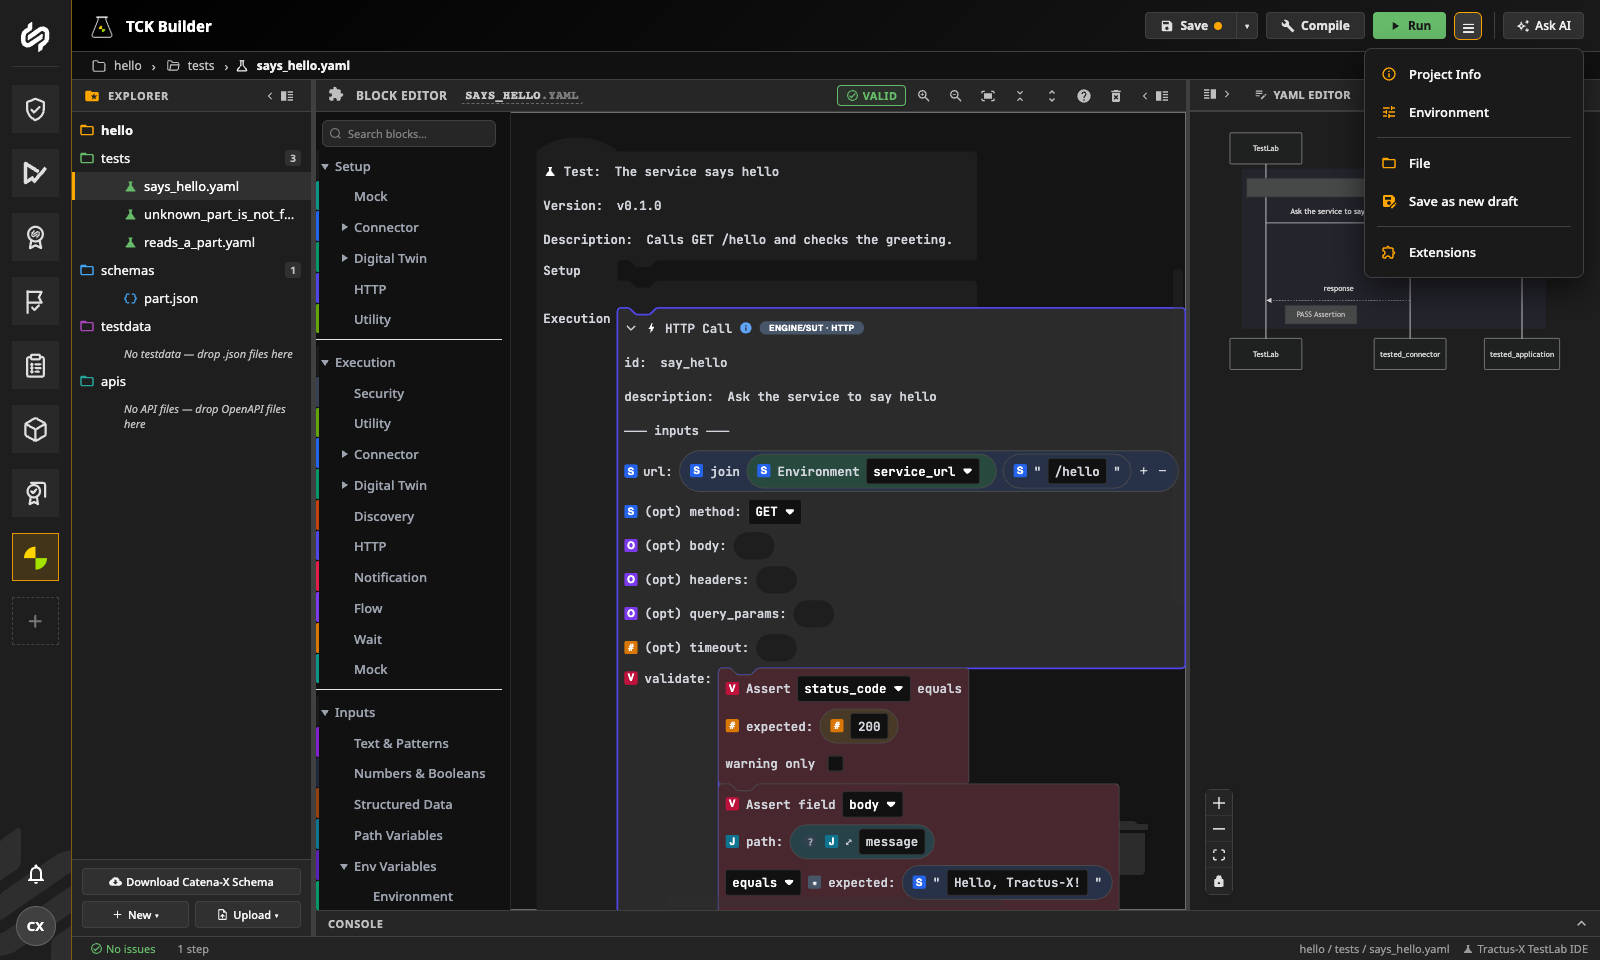 TCK Builder
Save
Compile
Run
Ask AI
hello › tests › says_hello.yaml
EXPLORER
hello
tests 3
says_hello.yaml
unknown_part_is_not_f...
reads_a_part.yaml
schemas 1
part.json
testdata
No testdata — drop .json files here
apis
No API files — drop OpenAPI files
here
Download Catena-X Schema
+ New
Upload
CX
BLOCK EDITOR
SAYS_HELLO.YAML
VALID
Search blocks...
Setup
Mock
Connector
Digital Twin
HTTP
Utility
Execution
Security
Utility
Connector
Digital Twin
Discovery
HTTP
Notification
Flow
Wait
Mock
Inputs
Text & Patterns
Numbers & Booleans
Structured Data
Path Variables
Env Variables
Environment
Test: The service says hello
Version: v0.1.0
Description: Calls GET /hello and checks the greeting.
Setup
Execution
HTTP Call ENGINE/SUT · HTTP
id: say_hello
description: Ask the service to say hello
—— inputs ——
S url: S join S Environment service_url S " /hello " + −
S (opt) method: GET
O (opt) body:
O (opt) headers:
O (opt) query_params:
# (opt) timeout:
V validate:
V Assert status_code equals
# expected: # 200
warning only
V Assert field body
J path: ? J message
equals expected: S " Hello, Tractus-X! "
YAML EDITOR
TestLab
Ask the service to say
response
PASS Assertion
TestLab
tested_connector
tested_application
Project Info
Environment
File
Save as new draft
Extensions
CONSOLE
No issues
1 step
hello / tests / says_hello.yaml
Tractus-X TestLab IDE